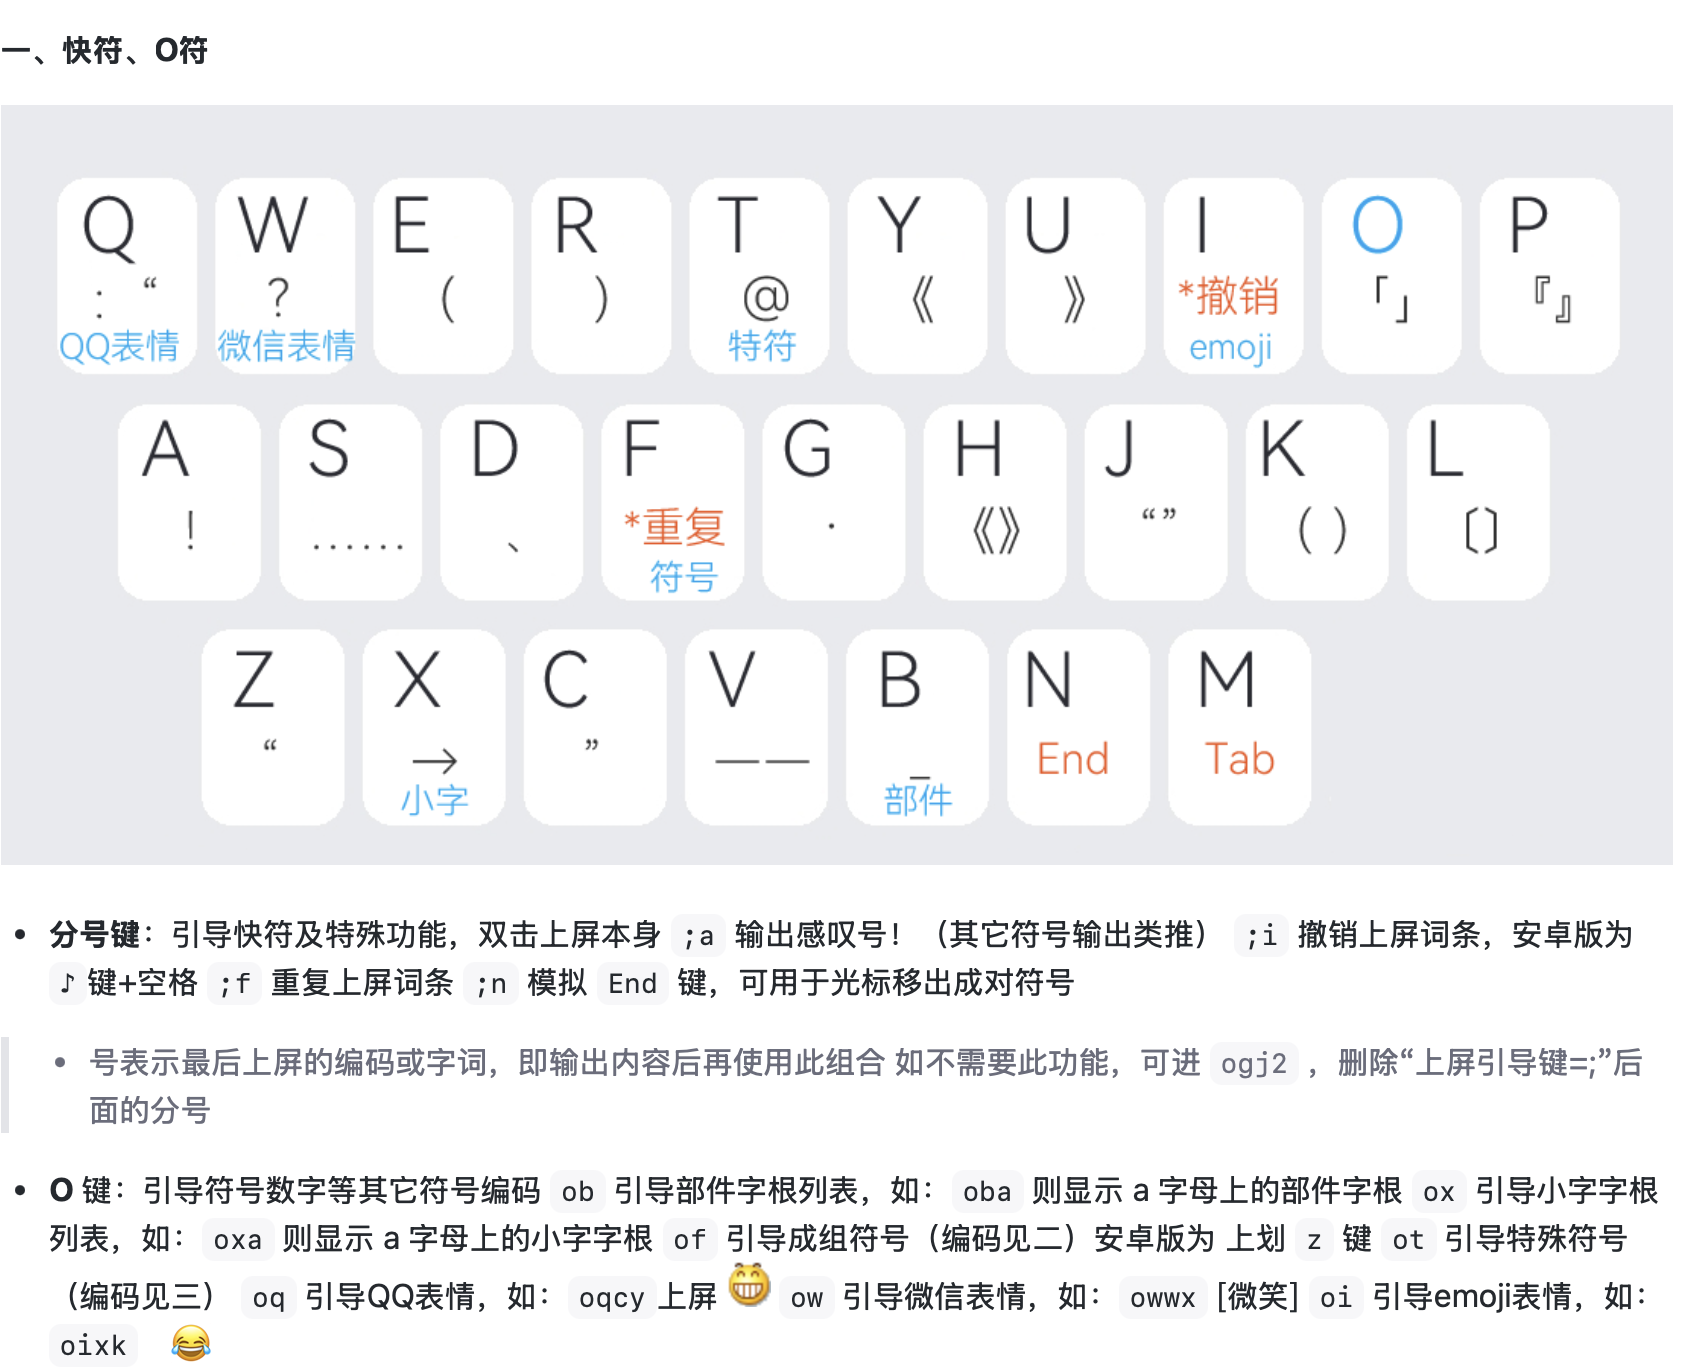 一、快符、O符
Q W E R T Y U I O P
：“ ？ （ ） @ 《 》 *撤销 「」 『』
QQ表情 微信表情 特符 emoji
A S D F G H J K L
！ …… 、 *重复 · 《》 “” （） 〔〕
符号
Z X C V B N M
“ → ” —— _ End Tab
小字 部件
• 分号键：引导快符及特殊功能，双击上屏本身 ;a 输出感叹号！（其它符号输出类推） ;i 撤销上屏词条，安卓版为
♪ 键+空格 ;f 重复上屏词条 ;n 模拟 End 键，可用于光标移出成对符号
• 号表示最后上屏的编码或字词，即输出内容后再使用此组合 如不需要此功能，可进 ogj2 ，删除“上屏引导键=;”后
面的分号
• O 键：引导符号数字等其它符号编码 ob 引导部件字根列表，如： oba 则显示 a 字母上的部件字根 ox 引导小字字根
列表，如： oxa 则显示 a 字母上的小字字根 of 引导成组符号（编码见二）安卓版为 上划 z 键 ot 引导特殊符号
（编码见三） oq 引导QQ表情，如： oqcy 上屏 😁 ow 引导微信表情，如： owwx [微笑] oi 引导emoji表情，如：
oixk 😂